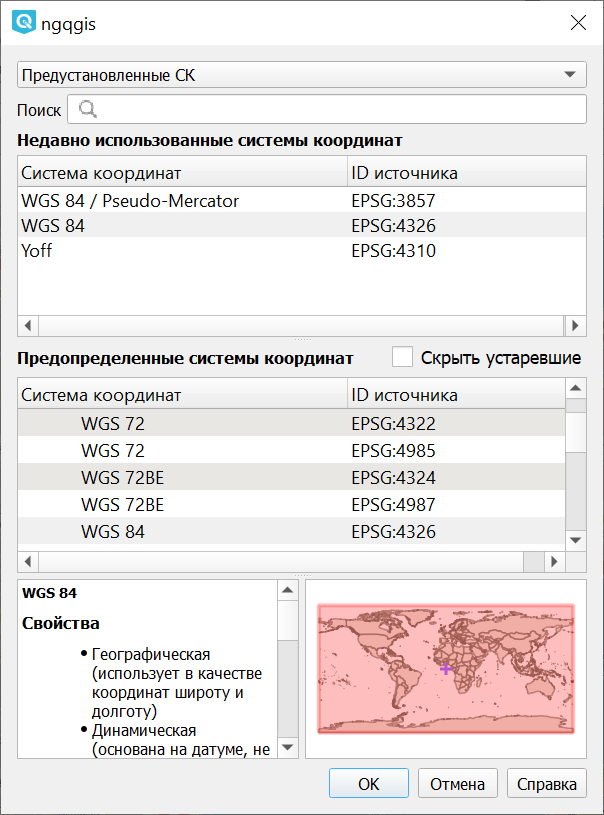 ngqgis
Предустановленные СК
Поиск
Недавно использованные системы координат
Система координат ID источника
WGS 84 / Pseudo-Mercator EPSG:3857
WGS 84 EPSG:4326
Yoff EPSG:4310
Предопределенные системы координат Скрыть устаревшие
Система координат ID источника
WGS 72 EPSG:4322
WGS 72 EPSG:4985
WGS 72BE EPSG:4324
WGS 72BE EPSG:4987
WGS 84 EPSG:4326
WGS 84
Свойства
• Географическая
(использует в качестве
координат широту и
долготу)
• Динамическая
(основана на датуме, не
OK Отмена Справка